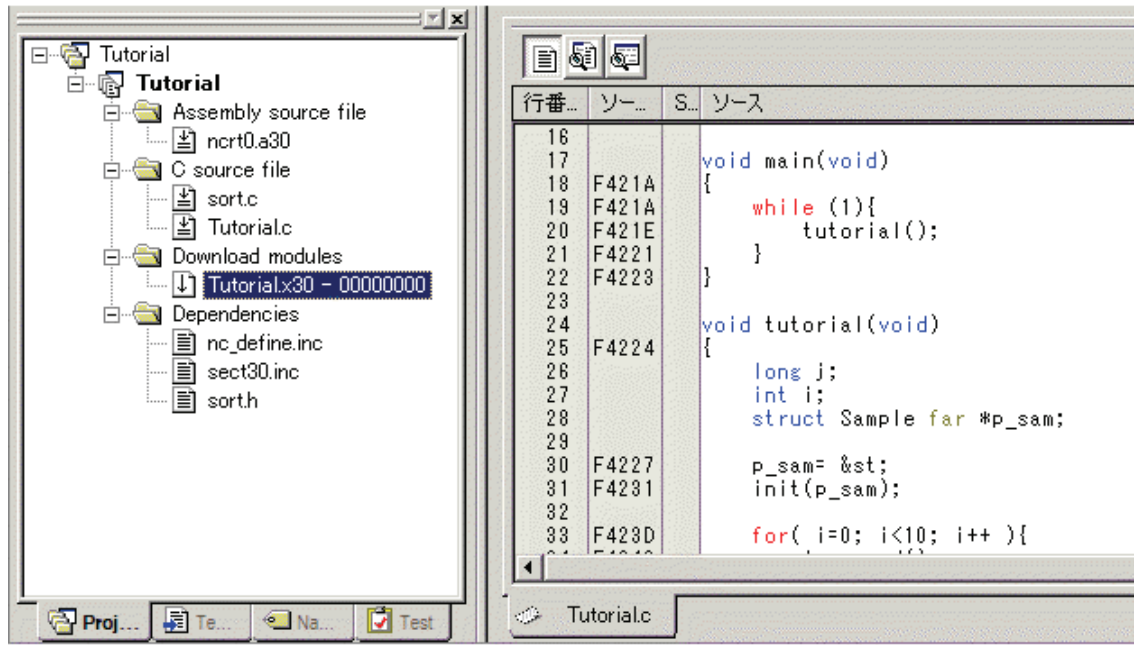 Tutorial
Tutorial
Assembly source file
ncrt0.a30
C source file
sort.c
Tutorial.c
Download modules
Tutorial.x30 - 00000000
Dependencies
nc_define.inc
sect30.inc
sort.h
Proj... Te... Na... Test
行番... ソー... S... ソース
16
17 void main(void)
18 F421A {
19 F421A while (1){
20 F421E tutorial();
21 F4221 }
22 F4223 }
23
24 void tutorial(void)
25 F4224 {
26 long j;
27 int i;
28 struct Sample far *p_sam;
29
30 F4227 p_sam= &st;
31 F4231 init(p_sam);
32
33 F423D for( i=0; i<10; i++ ){
Tutorial.c